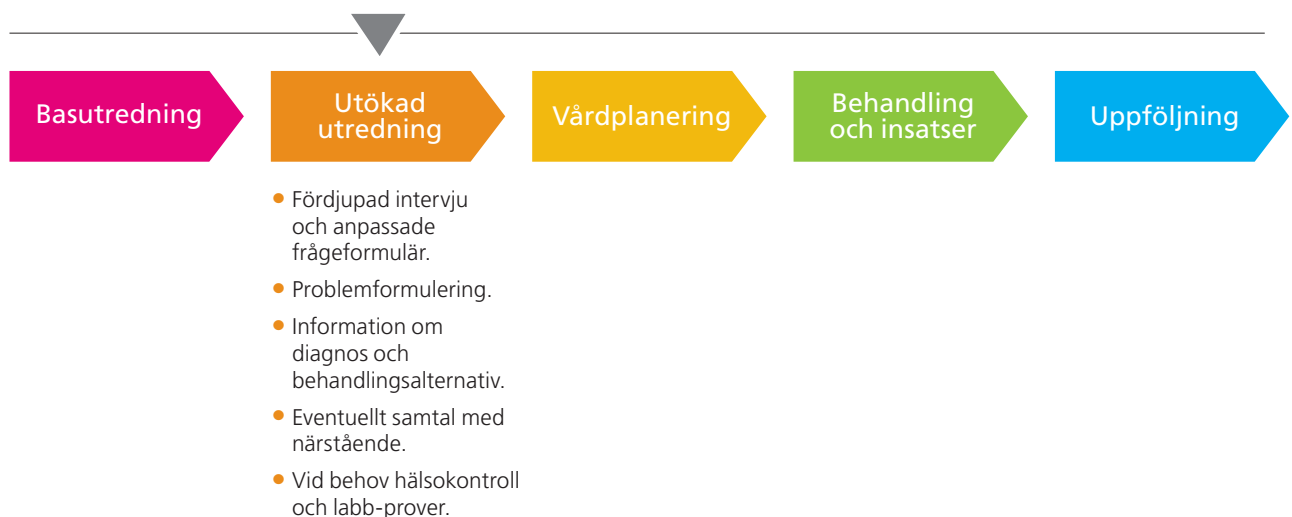 Basutredning
Utökad
utredning
Vårdplanering
Behandling
och insatser
Uppföljning
• Fördjupad intervju
och anpassade
frågeformulär.
• Problemformulering.
• Information om
diagnos och
behandlingsalternativ.
• Eventuellt samtal med
närstående.
• Vid behov hälsokontroll
och labb-prover.